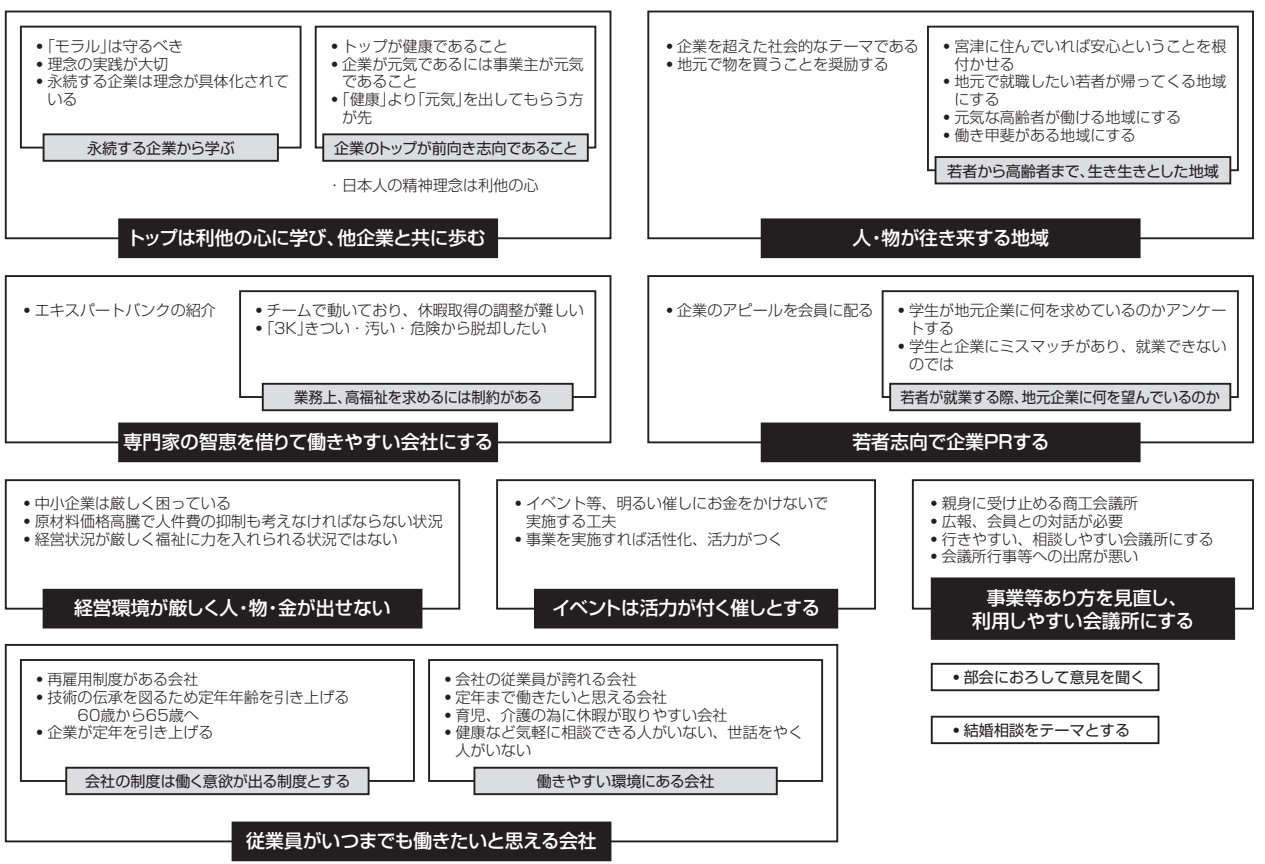 •「モラル」は守るべき
• 理念の実践が大切
• 永続する企業は理念が具体化されて
いる
永続する企業から学ぶ
• トップが健康であること
• 企業が元気であるには事業主が元気
であること
•「健康」より「元気」を出してもらう方
が先
企業のトップが前向き志向であること
・日本人の精神理念は利他の心
トップは利他の心に学び、他企業と共に歩む
• 企業を超えた社会的なテーマである
• 地元で物を買うことを奨励する
• 宮津に住んでいれば安心ということを根
付かせる
• 地元で就職したい若者が帰ってくる地域
にする
• 元気な高齢者が働ける地域にする
• 働き甲斐がある地域にする
若者から高齢者まで、生き生きとした地域
人・物が往き来する地域
• エキスパートバンクの紹介
• チームで動いており、休暇取得の調整が難しい
•「3K」きつい・汚い・危険から脱却したい
業務上、高福祉を求めるには制約がある
専門家の智恵を借りて働きやすい会社にする
• 企業のアピールを会員に配る
• 学生が地元企業に何を求めているのかアンケー
トする
• 学生と企業にミスマッチがあり、就業できない
のでは
若者が就業する際、地元企業に何を望んでいるのか
若者志向で企業PRする
• 中小企業は厳しく困っている
• 原材料価格高騰で人件費の抑制も考えなければならない状況
• 経営状況が厳しく福祉に力を入れられる状況ではない
経営環境が厳しく人・物・金が出せない
• イベント等、明るい催しにお金をかけないで
実施する工夫
• 事業を実施すれば活性化、活力がつく
イベントは活力が付く催しとする
• 親身に受け止める商工会議所
• 広報、会員との対話が必要
• 行きやすい、相談しやすい会議所にする
• 会議所行事等への出席が悪い
事業等あり方を見直し、
利用しやすい会議所にする
• 再雇用制度がある会社
• 技術の伝承を図るため定年年齢を引き上げる
60歳から65歳へ
• 企業が定年を引き上げる
会社の制度は働く意欲が出る制度とする
• 会社の従業員が誇れる会社
• 定年まで働きたいと思える会社
• 育児、介護の為に休暇が取りやすい会社
• 健康など気軽に相談できる人がいない、世話をやく
人がいない
働きやすい環境にある会社
従業員がいつまでも働きたいと思える会社
• 部会におろして意見を聞く
• 結婚相談をテーマとする